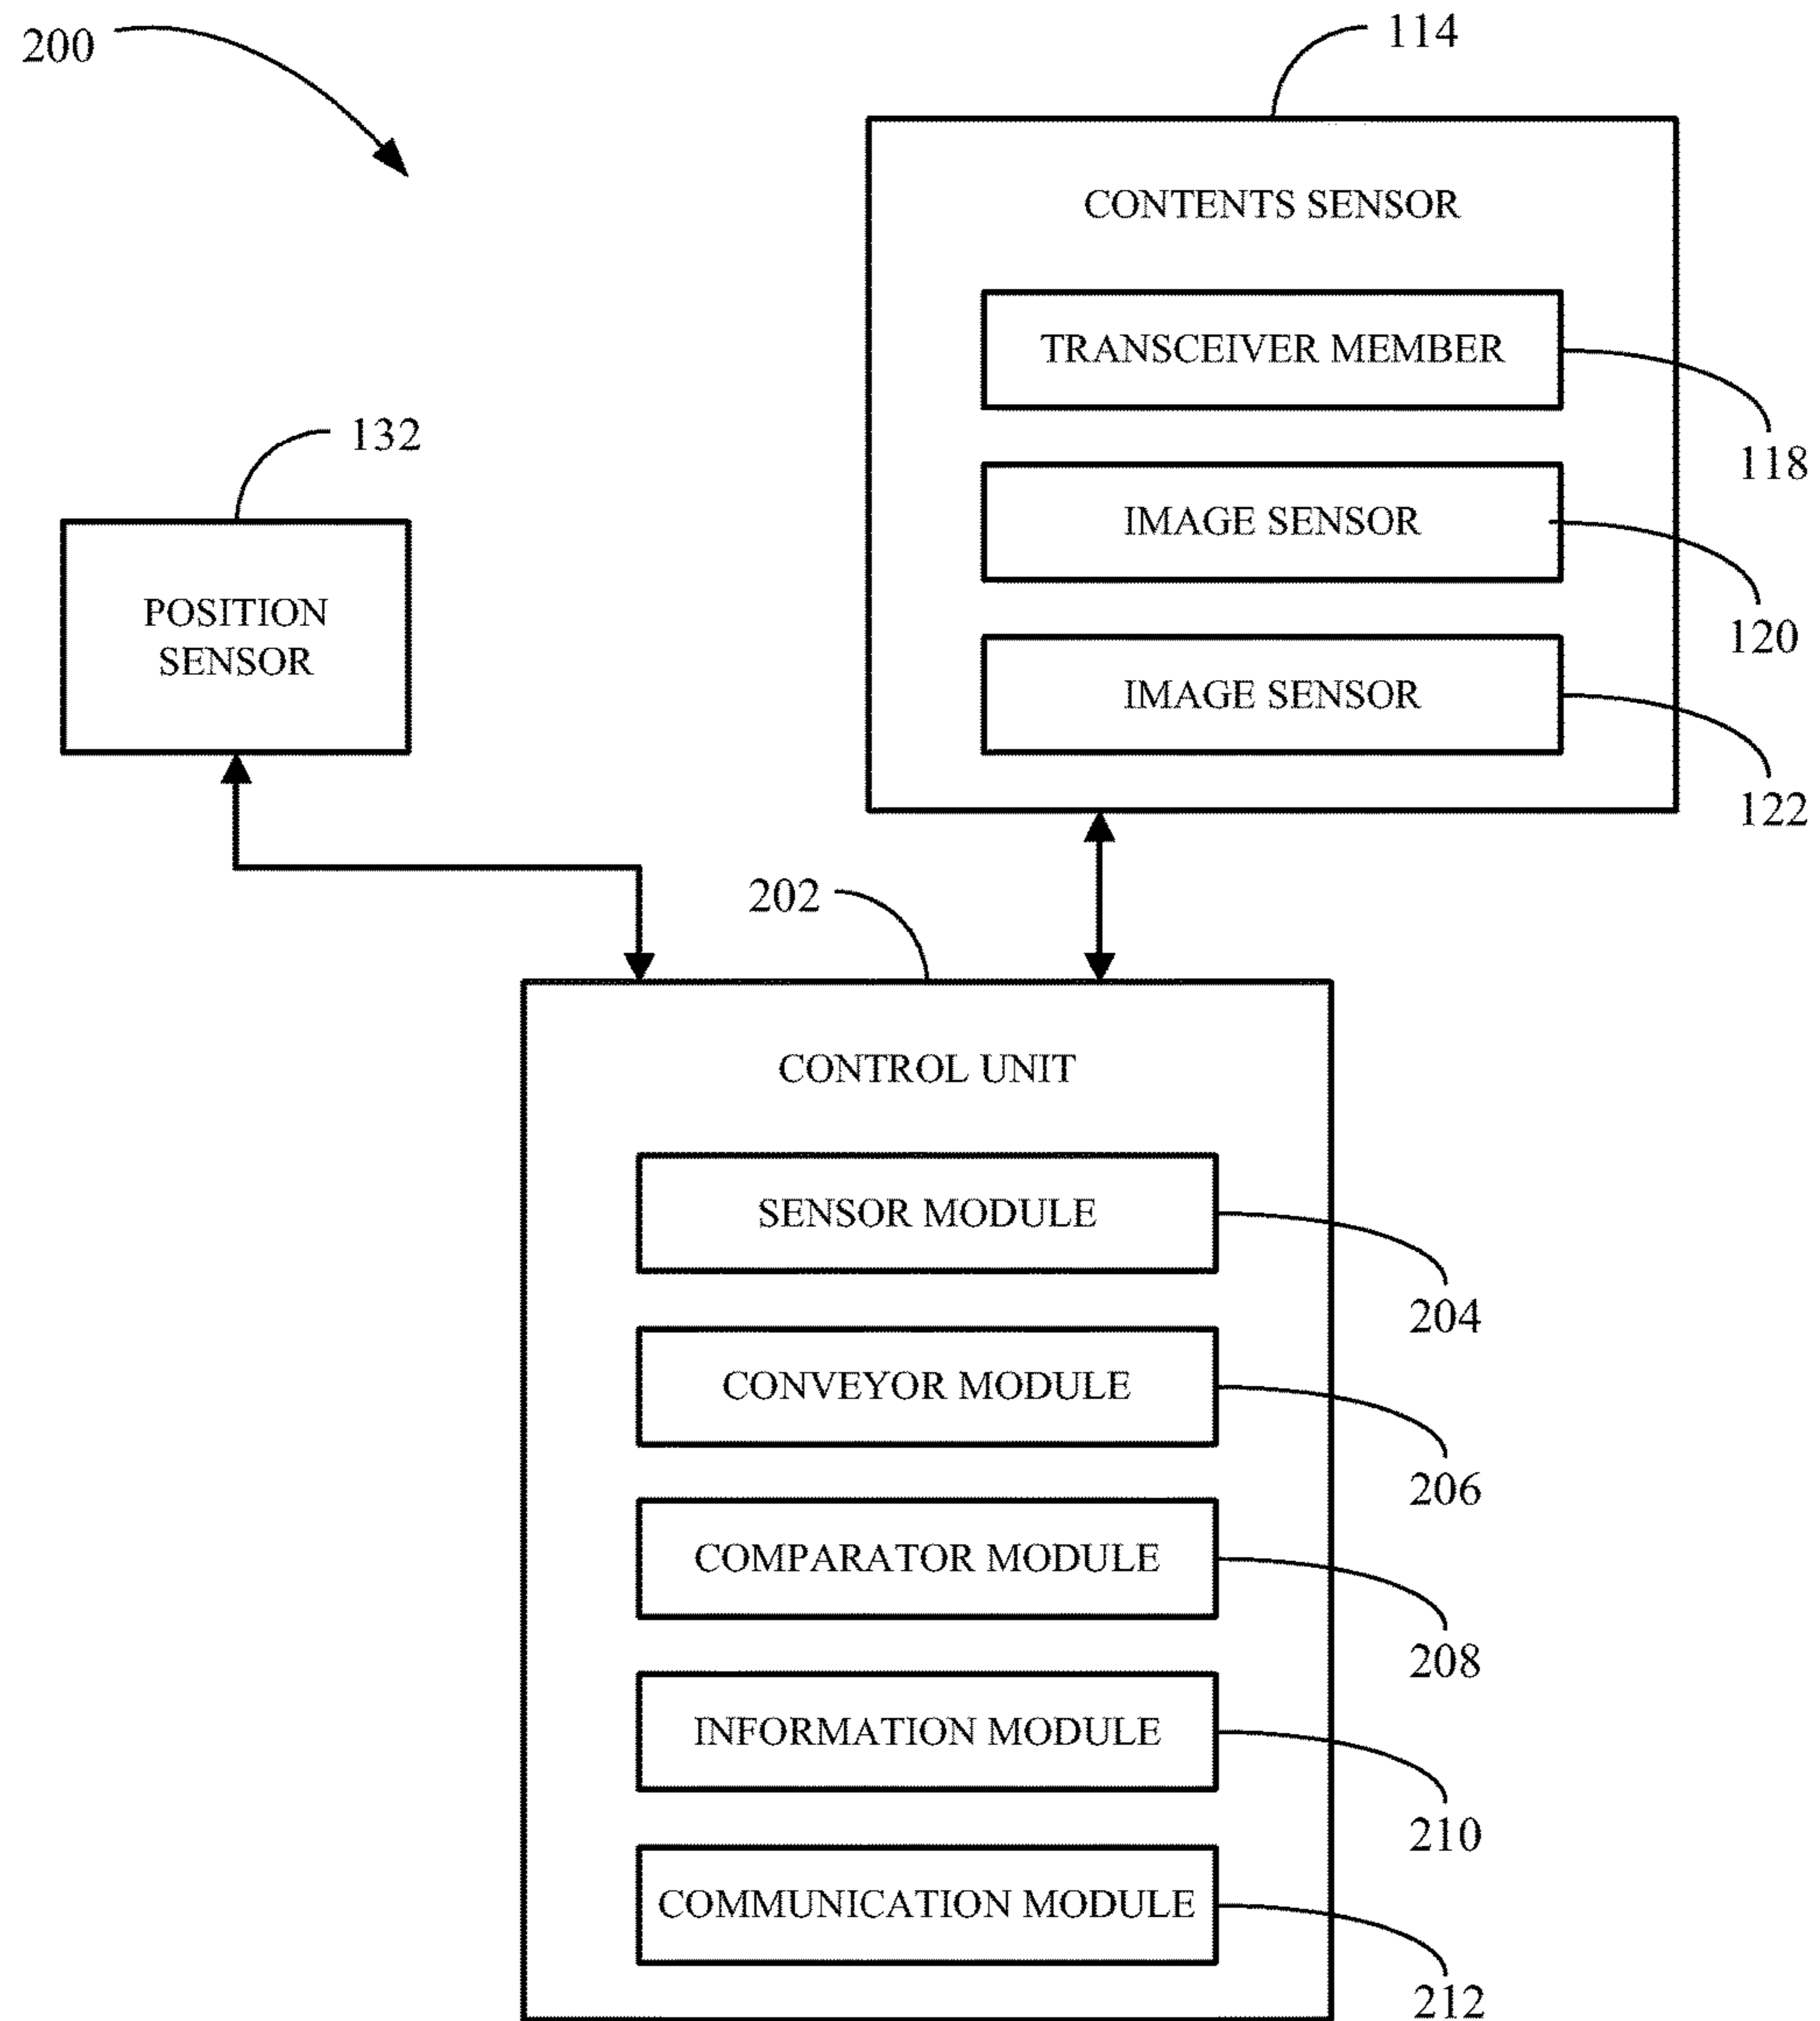 200
114
CONTENTS SENSOR
TRANSCEIVER MEMBER
118
132
IMAGE SENSOR
120
POSITION
SENSOR
IMAGE SENSOR
122
202
CONTROL UNIT
SENSOR MODULE
204
CONVEYOR MODULE
206
COMPARATOR MODULE
208
INFORMATION MODULE
210
COMMUNICATION MODULE
212